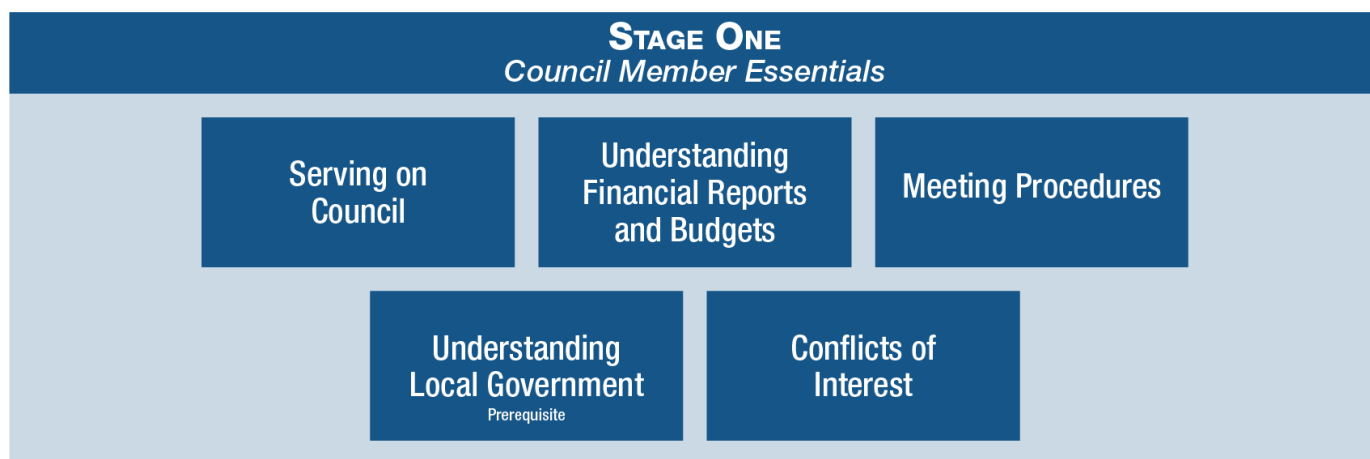 STAGE ONE
Council Member Essentials
Serving on
Council
Understanding
Financial Reports
and Budgets
Meeting Procedures
Understanding
Local Government
Prerequisite
Conflicts of
Interest